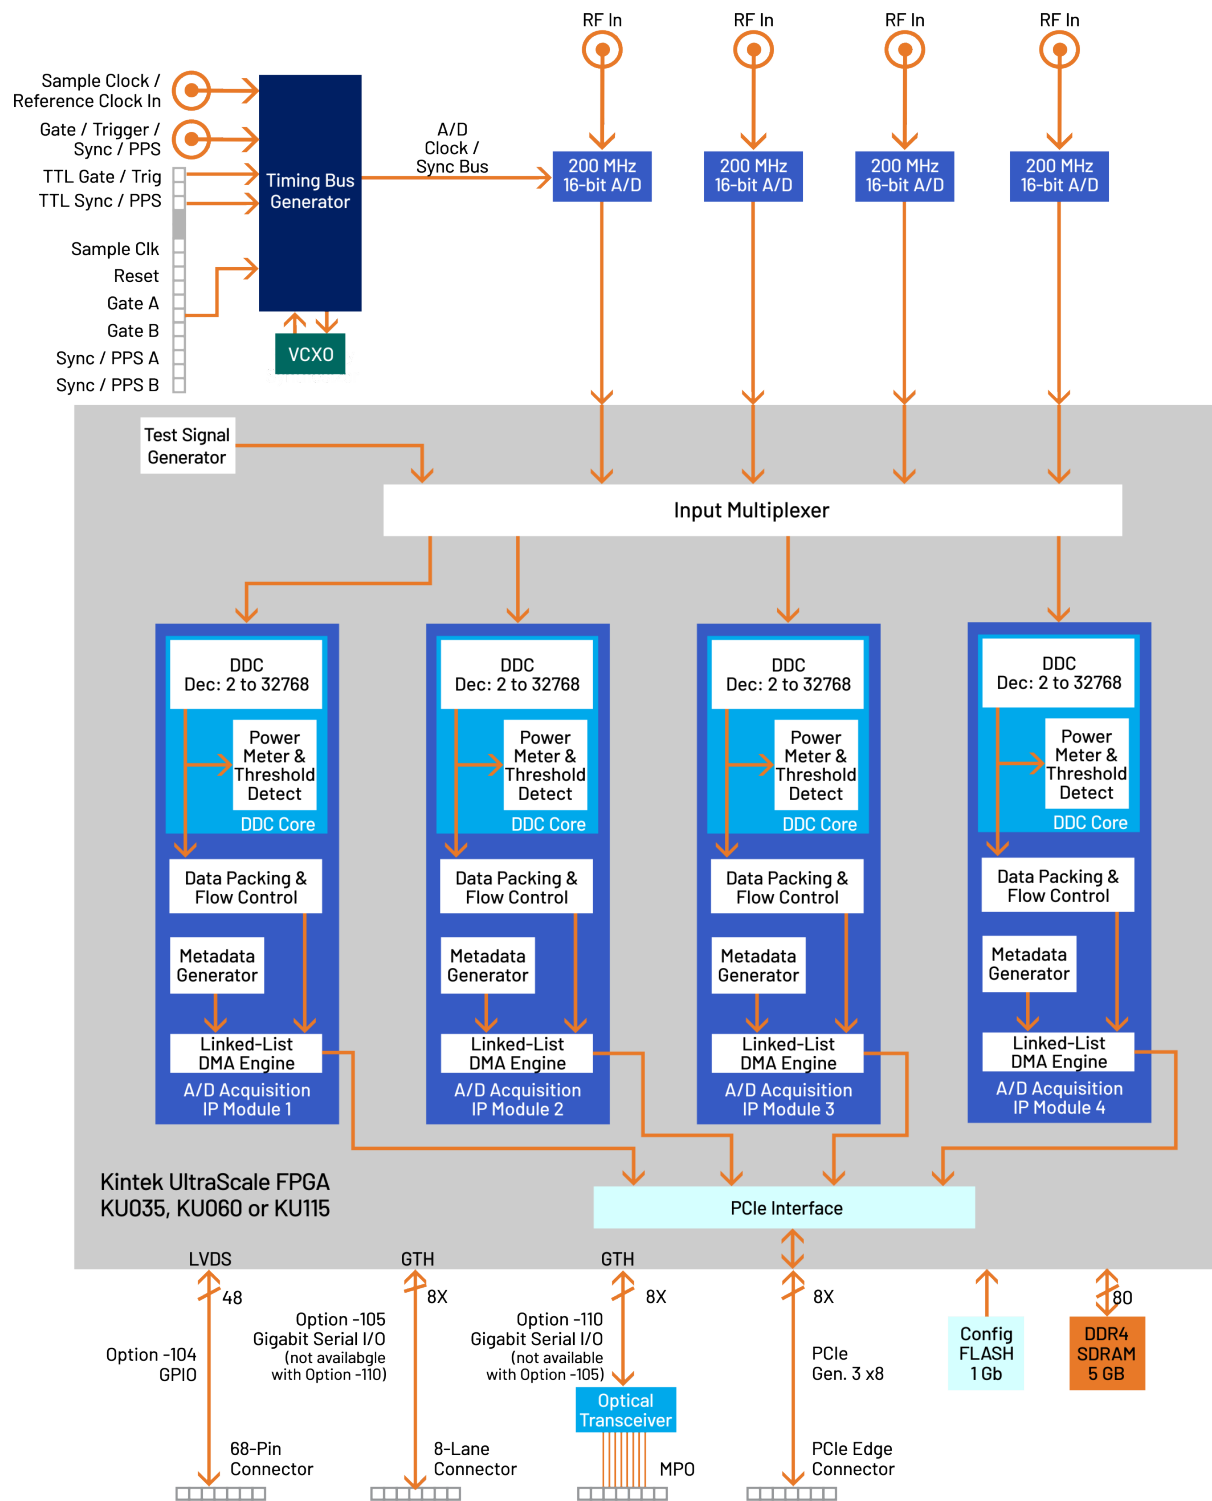 RF In
RF In
RF In
RF In
Sample Clock /
Reference Clock In
Gate / Trigger /
Sync / PPS
TTL Gate / Trig
TTL Sync / PPS
Sample Clk
Reset
Gate A
Gate B
Sync / PPS A
Sync / PPS B
Timing Bus
Generator
VCXO
A/D
Clock /
Sync Bus
200 MHz
16-bit A/D
200 MHz
16-bit A/D
200 MHz
16-bit A/D
200 MHz
16-bit A/D
Test Signal
Generator
Input Multiplexer
DDC
Dec: 2 to 32768
Power
Meter &
Threshold
Detect
DDC Core
Data Packing &
Flow Control
Metadata
Generator
Linked-List
DMA Engine
A/D Acquisition
IP Module 1
DDC
Dec: 2 to 32768
Power
Meter &
Threshold
Detect
DDC Core
Data Packing &
Flow Control
Metadata
Generator
Linked-List
DMA Engine
A/D Acquisition
IP Module 2
DDC
Dec: 2 to 32768
Power
Meter &
Threshold
Detect
DDC Core
Data Packing &
Flow Control
Metadata
Generator
Linked-List
DMA Engine
A/D Acquisition
IP Module 3
DDC
Dec: 2 to 32768
Power
Meter &
Threshold
Detect
DDC Core
Data Packing &
Flow Control
Metadata
Generator
Linked-List
DMA Engine
A/D Acquisition
IP Module 4
Kintek UltraScale FPGA
KU035, KU060 or KU115
PCIe Interface
LVDS
48
Option -104
GPIO
68-Pin
Connector
GTH
8X
Option -105
Gigabit Serial I/O
(not availabgle
with Option -110)
8-Lane
Connector
GTH
8X
Option -110
Gigabit Serial I/O
(not available
with Option -105)
Optical
Transceiver
MPO
8X
PCIe
Gen. 3 x8
PCIe Edge
Connector
Config
FLASH
1 Gb
80
DDR4
SDRAM
5 GB